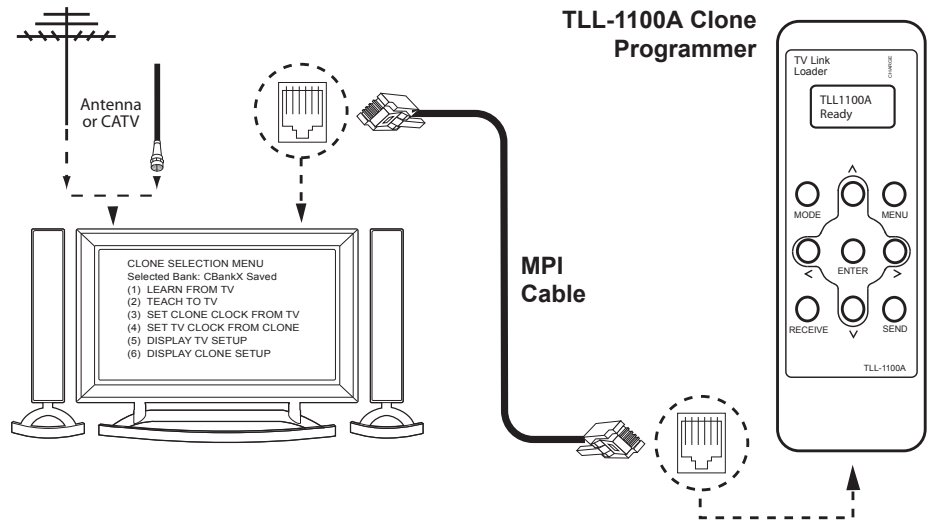 TLL-1100A Clone
Programmer
Antenna
or CATV
TV Link
Loader
CHARGE
TLL1100A
Ready
MODE
MENU
ENTER
<
>
^
v
RECEIVE
SEND
TLL-1100A
MPI
Cable
CLONE SELECTION MENU
Selected Bank: CBankX Saved
(1) LEARN FROM TV
(2) TEACH TO TV
(3) SET CLONE CLOCK FROM TV
(4) SET TV CLOCK FROM CLONE
(5) DISPLAY TV SETUP
(6) DISPLAY CLONE SETUP